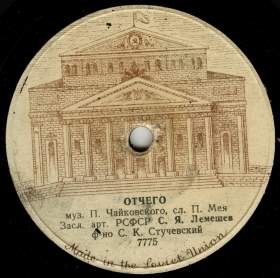 ОТЧЕГО
муз. П. Чайковского, сл. П. Мея
Засл. арт. РСФСР С. Я. Лемешев
ф-но С. К. Стучевский
7775
Made in the Soviet Union